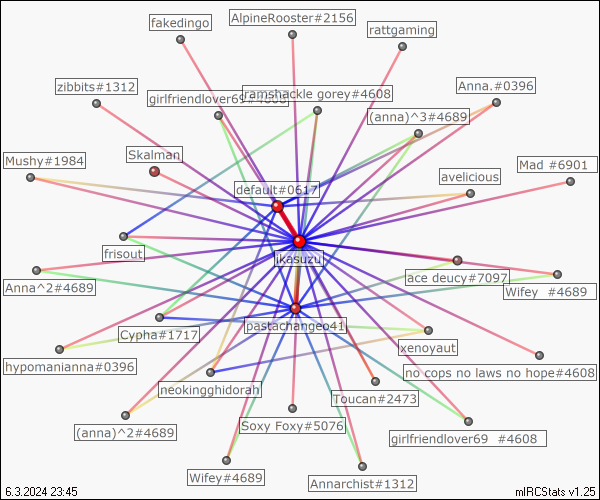 fakedingo
AlpineRooster#2156
rattgaming
zibbits#1312
girlfriendlover69#4608
ramshackle gorey#4608
Anna.#0396
(anna)^3#4689
Mushy#1984
Skalman
default#0617
avelicious
Mad #6901
frisout
jkasuzu
Anna^2#4689
ace deucy#7097
Wifey #4689
Cypha#1717
pastachangeo41
xenoyaut
hypomanianna#0396
neokingghidorah
no cops no laws no hope#4608
Toucan#2473
(anna)^2#4689
Soxy Foxy#5076
girlfriendlover69 #4608
Wifey#4689
Annarchist#1312
6.3.2024 23:45
mIRCStats v1.25